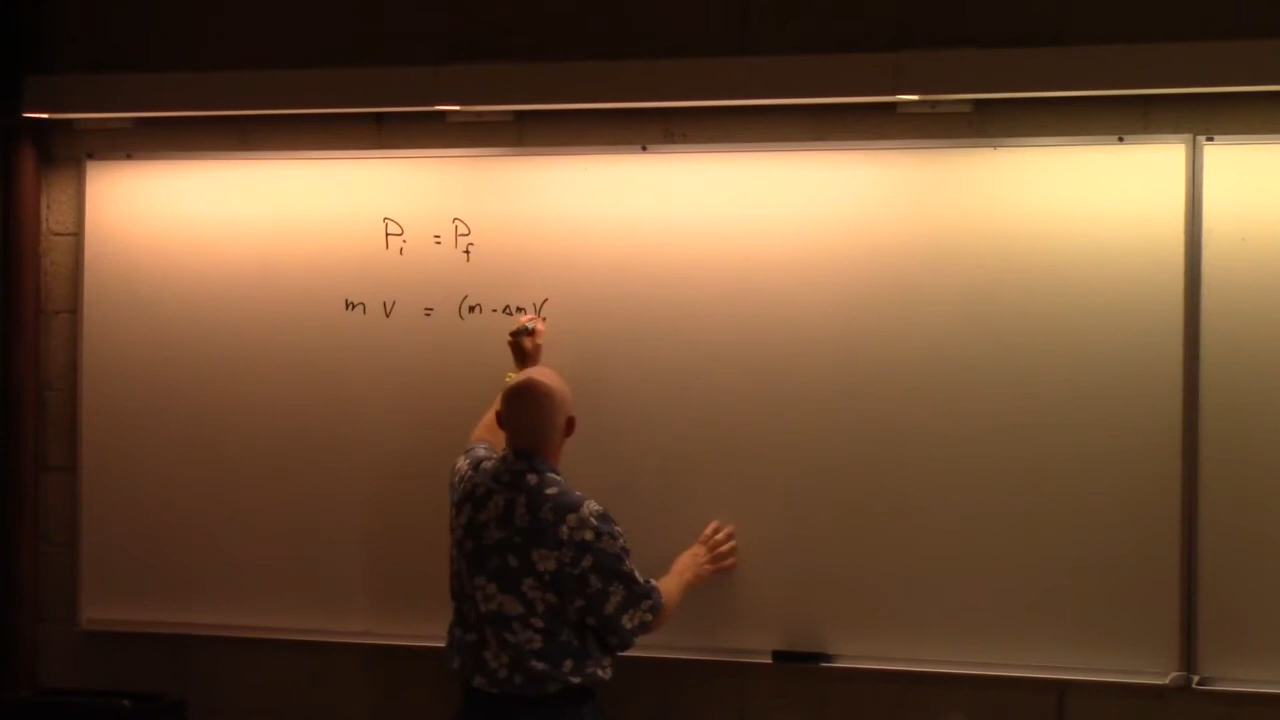 Pi = Pf
m v = (m - Δm)(